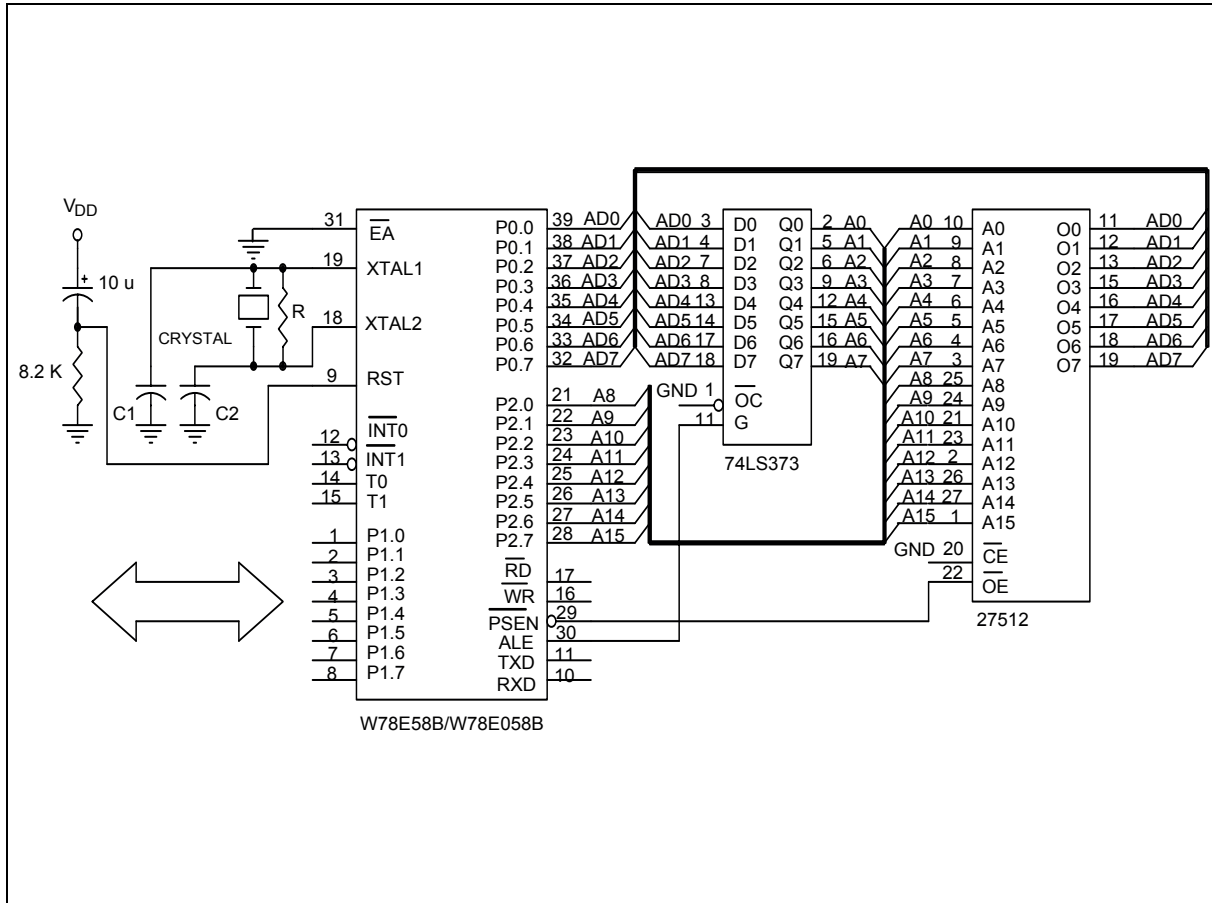 VDD
10 u
+
8.2 K
C1
C2
CRYSTAL
R
31 EA
19 XTAL1
18 XTAL2
9 RST
12 INT0
13 INT1
14 T0
15 T1
1 P1.0
2 P1.1
3 P1.2
4 P1.3
5 P1.4
6 P1.5
7 P1.6
8 P1.7
P0.0 39 AD0
P0.1 38 AD1
P0.2 37 AD2
P0.3 36 AD3
P0.4 35 AD4
P0.5 34 AD5
P0.6 33 AD6
P0.7 32 AD7
P2.0 21 A8
P2.1 22 A9
P2.2 23 A10
P2.3 24 A11
P2.4 25 A12
P2.5 26 A13
P2.6 27 A14
P2.7 28 A15
RD 17
WR 16
PSEN 29
ALE 30
TXD 11
RXD 10
W78E58B/W78E058B
AD0 3 D0 Q0 2 A0
AD1 4 D1 Q1 5 A1
AD2 7 D2 Q2 6 A2
AD3 8 D3 Q3 9 A3
AD4 13 D4 Q4 12 A4
AD5 14 D5 Q5 15 A5
AD6 17 D6 Q6 16 A6
AD7 18 D7 Q7 19 A7
GND 1 OC
11 G
74LS373
A0 10 A0 O0 11 AD0
A1 9 A1 O1 12 AD1
A2 8 A2 O2 13 AD2
A3 7 A3 O3 15 AD3
A4 6 A4 O4 16 AD4
A5 5 A5 O5 17 AD5
A6 4 A6 O6 18 AD6
A7 3 A7 O7 19 AD7
A8 25 A8
A9 24 A9
A10 21 A10
A11 23 A11
A12 2 A12
A13 26 A13
A14 27 A14
A15 1 A15
GND 20 CE
22 OE
27512